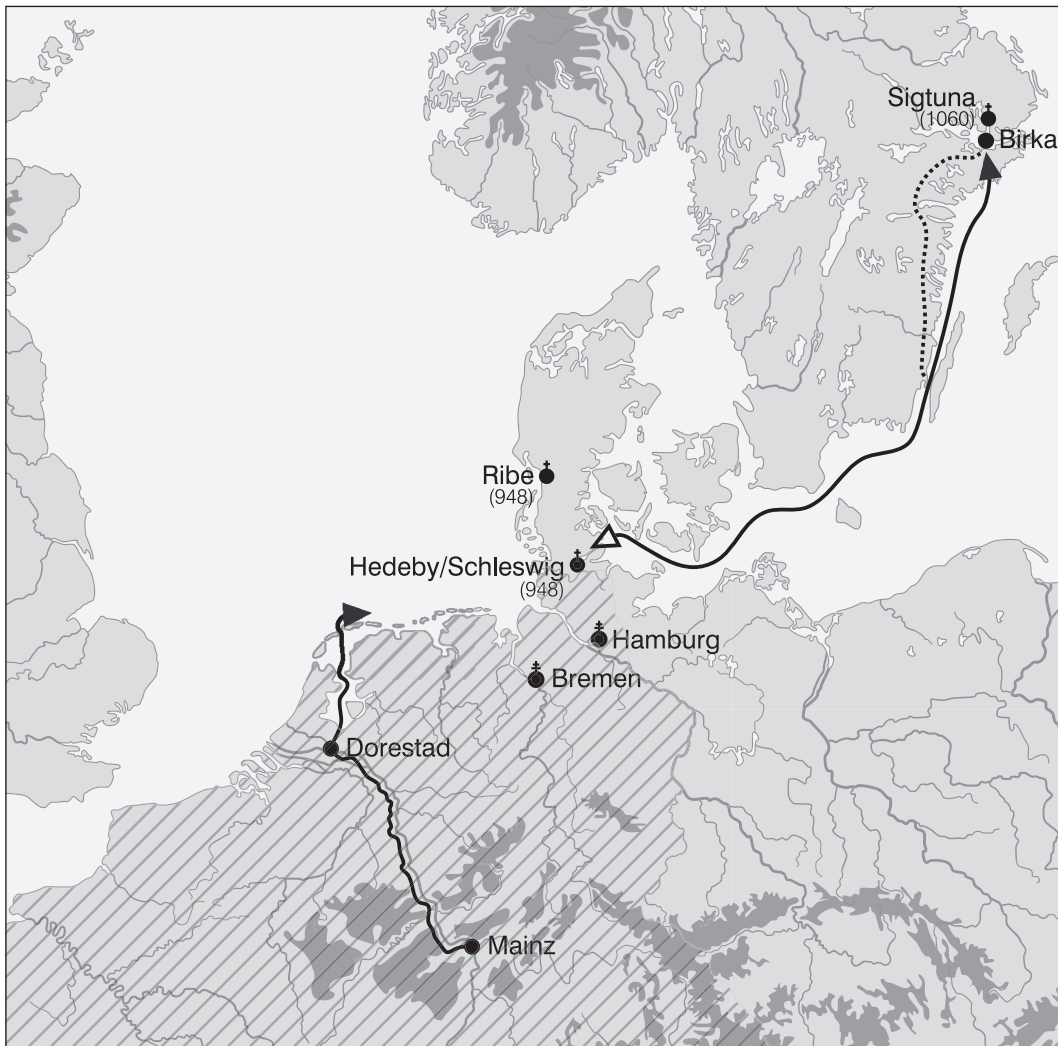 Sigtuna
(1060)
Birka
Ribe
(948)
Hedeby/Schleswig
(948)
Hamburg
Bremen
Dorestad
Mainz